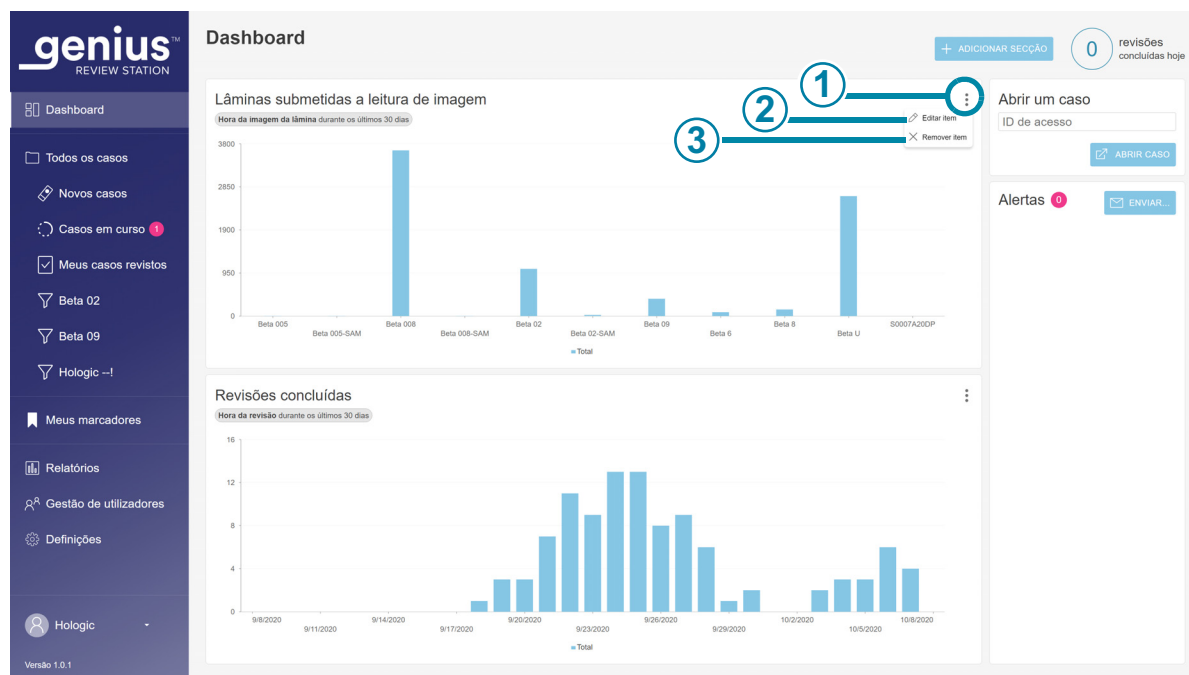 genius™
REVIEW STATION
Dashboard
Todos os casos
Novos casos
Casos em curso 1
Meus casos revistos
Beta 02
Beta 09
Hologic --!
Meus marcadores
Relatórios
Gestão de utilizadores
Definições
Hologic
Versão 1.0.1
Dashboard
+ ADICIONAR SECÇÃO
0
revisões
concluídas hoje
1
2
3
Lâminas submetidas a leitura de imagem
Hora da imagem da lâmina durante os últimos 30 dias
Editar item
Remover item
3800
2850
1900
950
0
Beta 005
Beta 005-SAM
Beta 008
Beta 008-SAM
Beta 02
Beta 02-SAM
Beta 09
Beta 6
Beta 8
Beta U
S0007A20DP
Total
Revisões concluídas
Hora da revisão durante os últimos 30 dias
16
12
8
4
0
9/8/2020
9/11/2020
9/14/2020
9/17/2020
9/20/2020
9/23/2020
9/26/2020
9/29/2020
10/2/2020
10/5/2020
10/8/2020
Total
Abrir um caso
ID de acesso
ABRIR CASO
Alertas 0
ENVIAR...